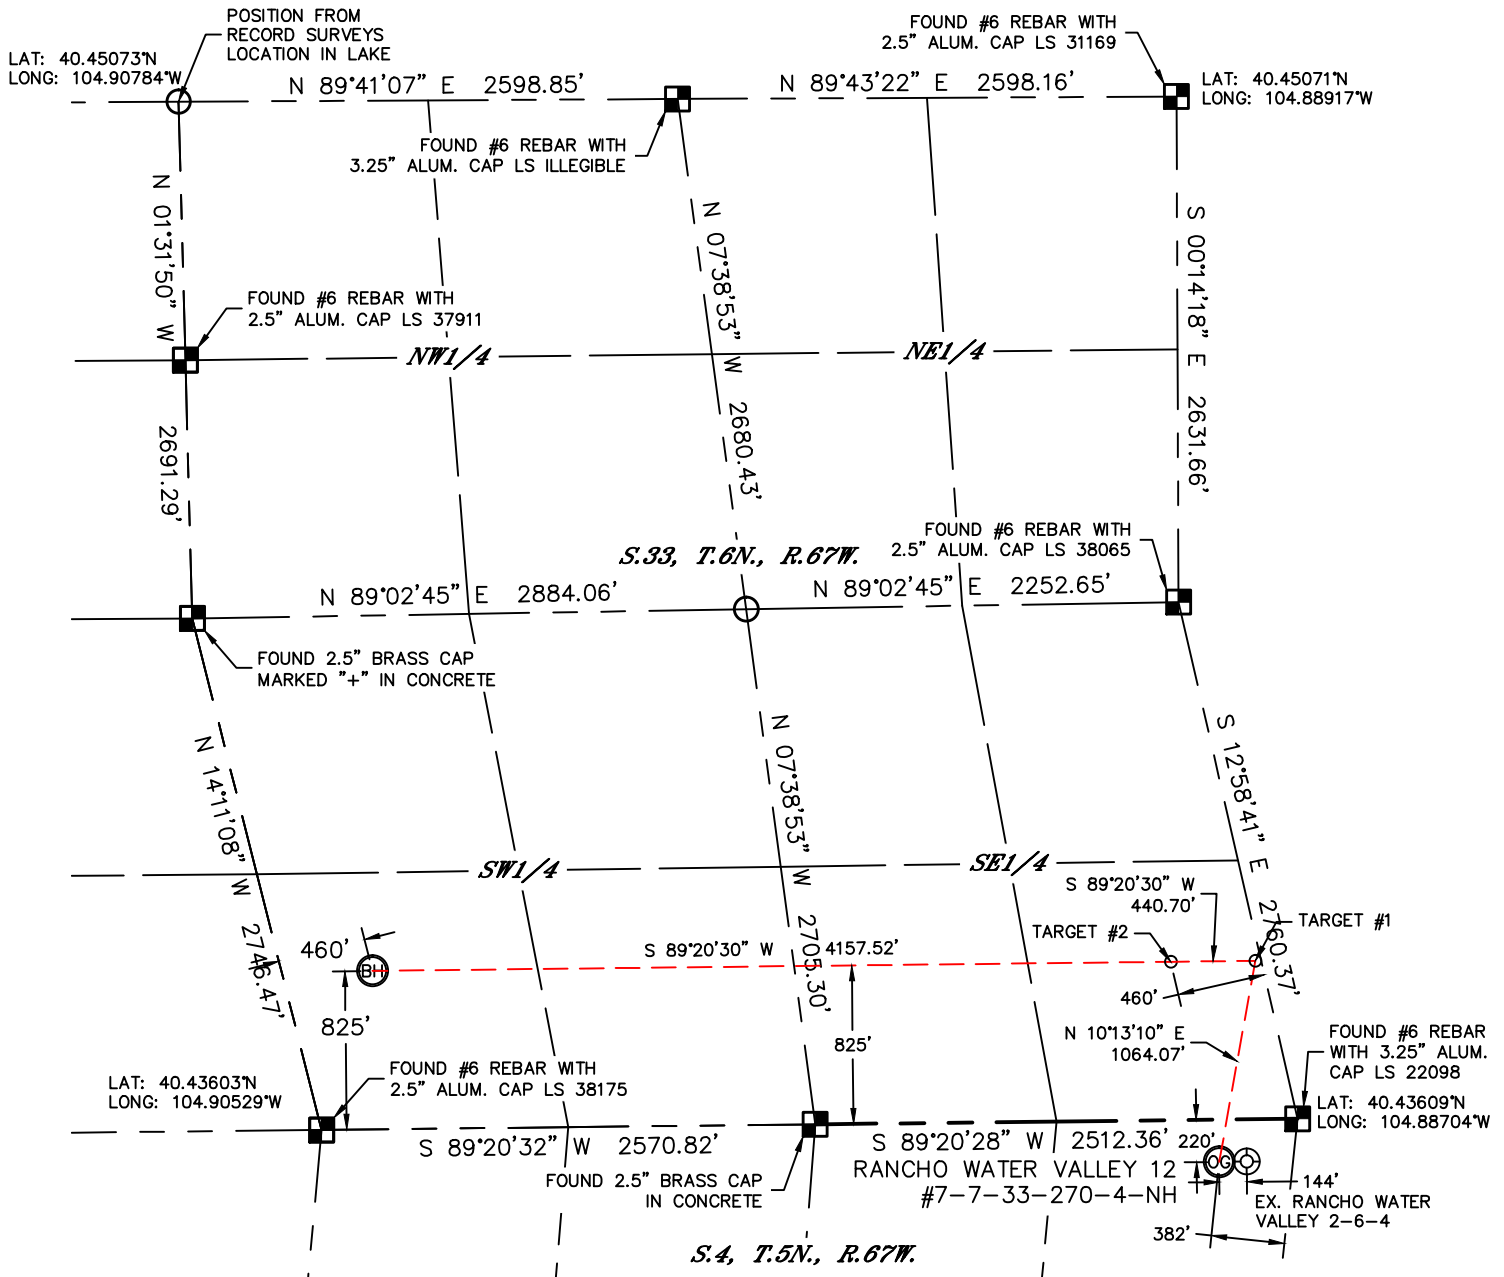 POSITION FROM
RECORD SURVEYS
LOCATION IN LAKE
LAT: 40.45073°N
LONG: 104.90784°W
N 89°41'07" E 2598.85'
FOUND #6 REBAR WITH
2.5" ALUM. CAP LS 31169
N 89°43'22" E 2598.16'
LAT: 40.45071°N
LONG: 104.88917°W
FOUND #6 REBAR WITH
3.25" ALUM. CAP LS ILLEGIBLE
N 01°31'50" W 2691.29'
N 07°38'53" W 2680.43'
S 00°14'18" E 2631.66'
FOUND #6 REBAR WITH
2.5" ALUM. CAP LS 37911
NW1/4
NE1/4
S.33, T.6N., R.67W.
FOUND #6 REBAR WITH
2.5" ALUM. CAP LS 38065
N 89°02'45" E 2884.06'
N 89°02'45" E 2252.65'
FOUND 2.5" BRASS CAP
MARKED "+" IN CONCRETE
N 14°11'08" W 2746.47'
N 07°38'53" W 2705.30'
S 12°58'41" E 2760.37'
SW1/4
SE1/4
S 89°20'30" W
440.70'
TARGET #1
TARGET #2
460'
BH
S 89°20'30" W 4157.52'
460'
825'
825'
N 10°13'10" E
1064.07'
FOUND #6 REBAR
WITH 3.25" ALUM.
CAP LS 22098
FOUND #6 REBAR WITH
2.5" ALUM. CAP LS 38175
LAT: 40.43603°N
LONG: 104.90529°W
LAT: 40.43609°N
LONG: 104.88704°W
S 89°20'32" W 2570.82'
S 89°20'28" W 2512.36'
220'
FOUND 2.5" BRASS CAP
IN CONCRETE
RANCHO WATER VALLEY 12
#7-7-33-270-4-NH
OG
144'
EX. RANCHO WATER
VALLEY 2-6-4
382'
S.4, T.5N., R.67W.